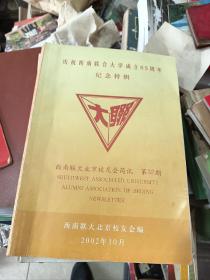 庆祝西南联合大学成立65周年
纪念特辑
大聯
西南联大北京校友会简讯 第32期
SOUTHWEST ASSOCIATED UNIVERSITY
ALUMNI ASSOCIATION OF BEIJING
NEWSLETTER
西南联大北京校友会编
2002年10月